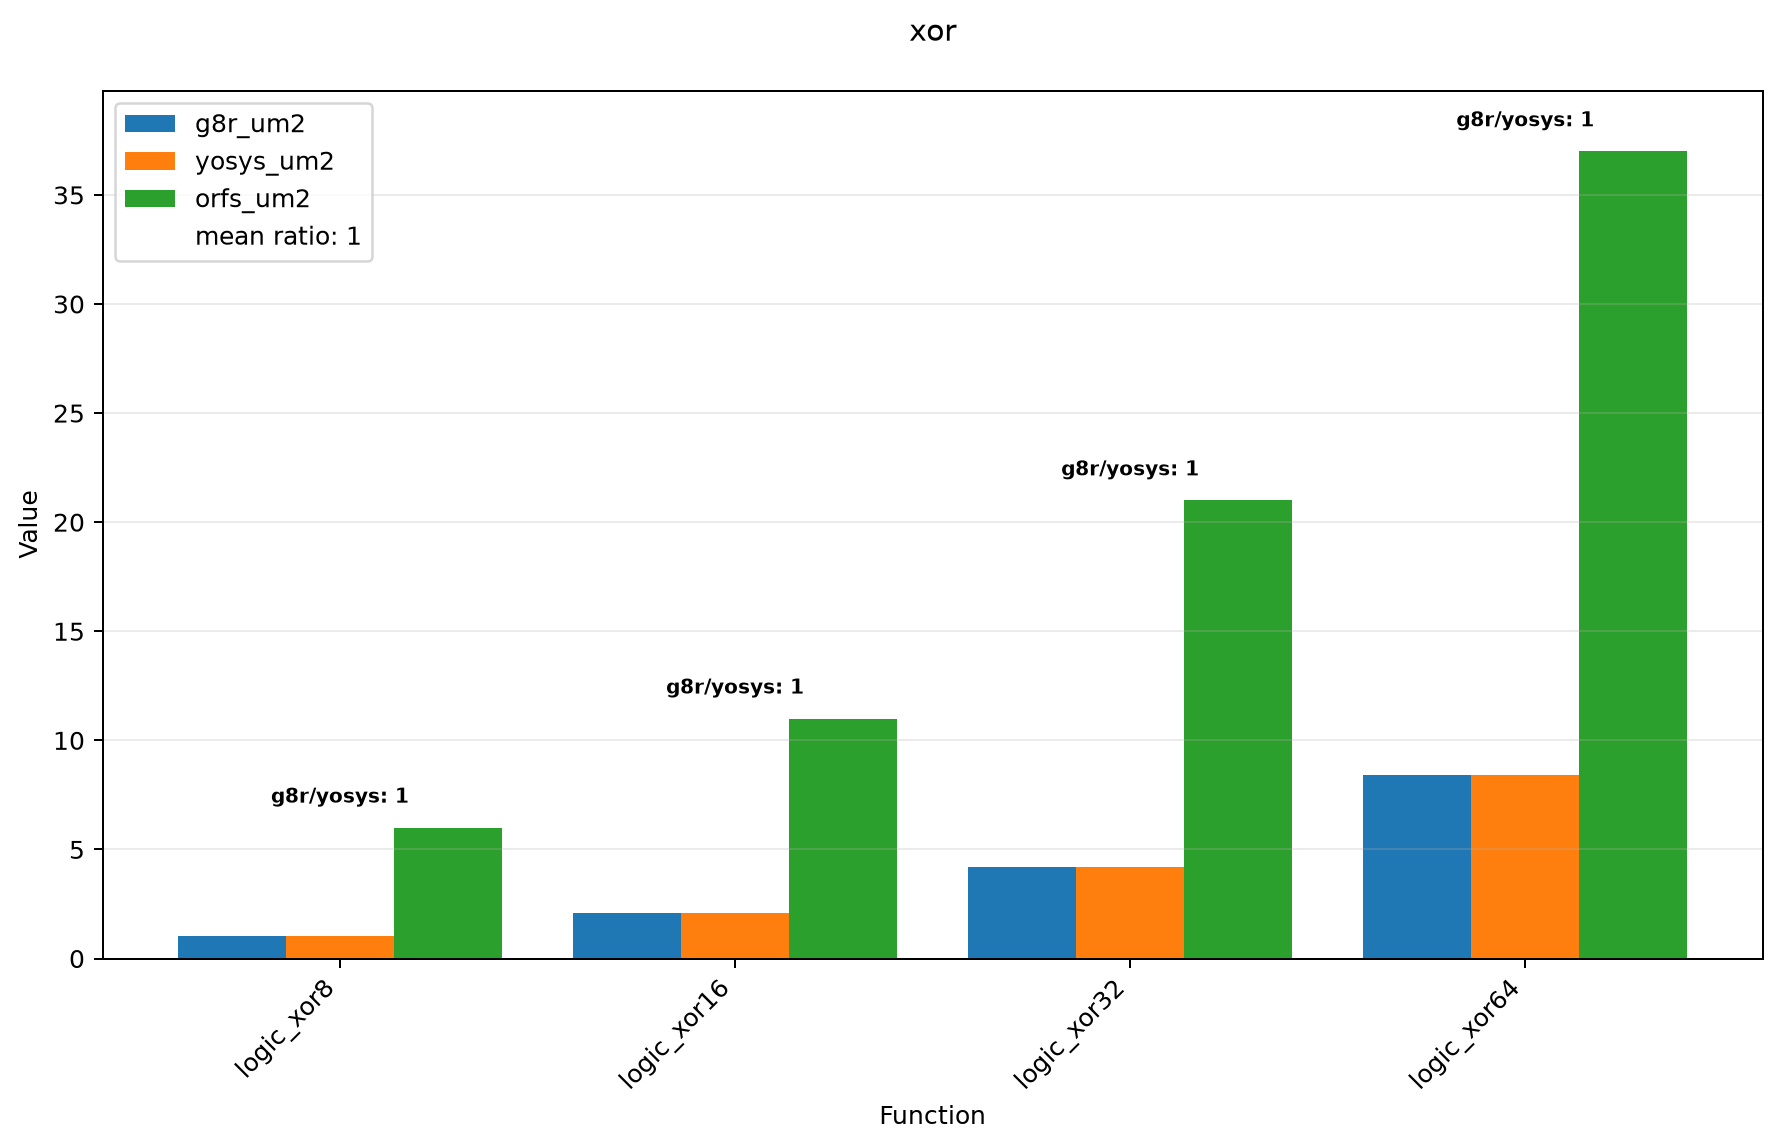 xor
g8r_um2
yosys_um2
orfs_um2
mean ratio: 1
g8r/yosys: 1
g8r/yosys: 1
g8r/yosys: 1
g8r/yosys: 1
Value
35
30
25
20
15
10
5
0
logic_xor8
logic_xor16
logic_xor32
logic_xor64
Function